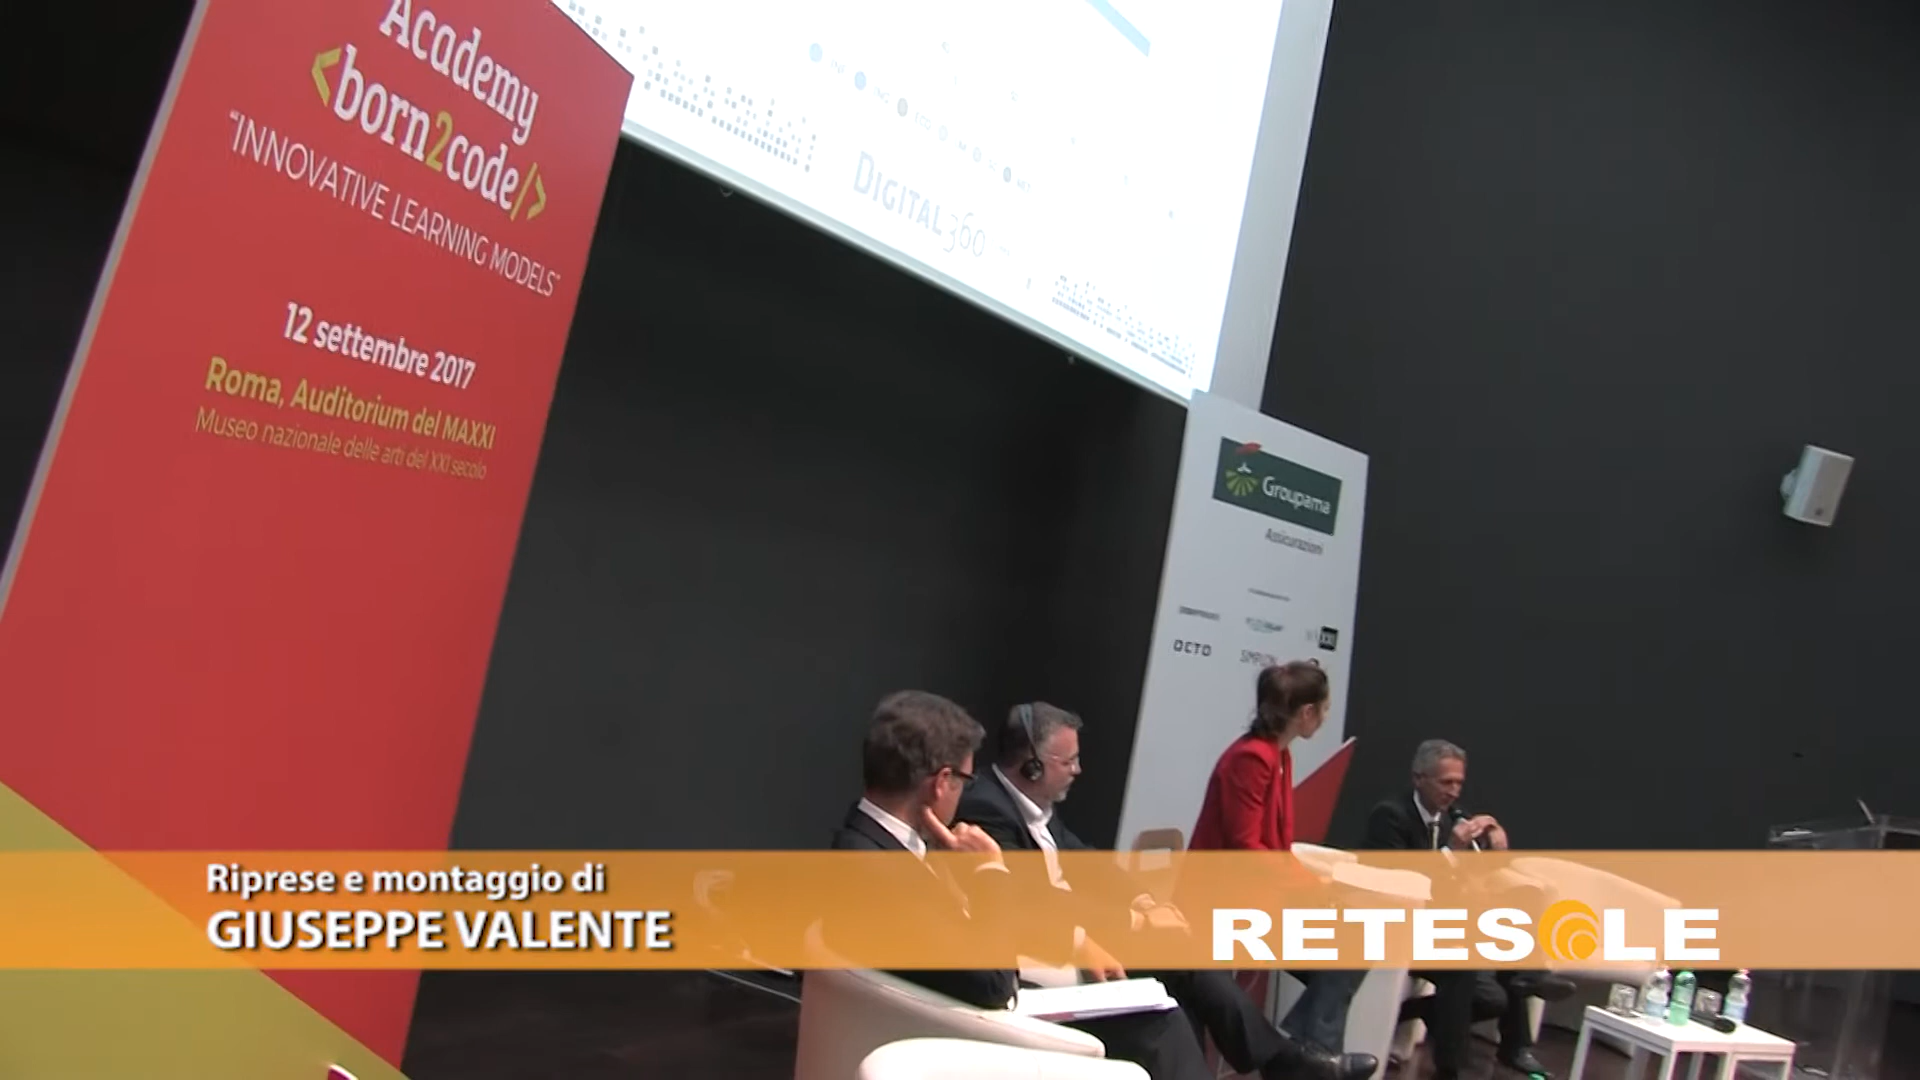 Academy
<born2code/>
"INNOVATIVE LEARNING MODELS"
12 settembre 2017
Roma, Auditorium del MAXXI
Museo nazionale delle arti del XXI secolo
DIGITAL360
Groupama
Assicurazioni
OCTO
Riprese e montaggio di
GIUSEPPE VALENTE
RETESOLE